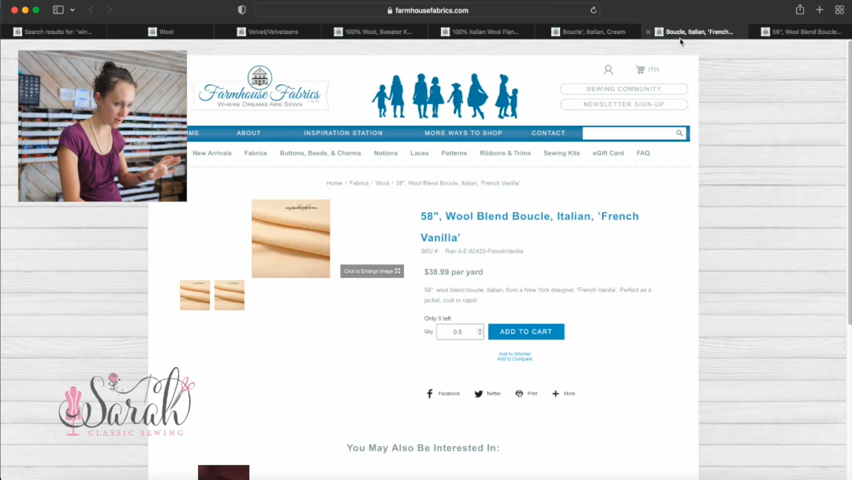 farmhousefabrics.com
Search results for: 'win...
Wool
Velvet/Velveteens
100% Wool, Sweater K...
100% Italian Wool Flan...
Boucle', Italian, Cream
Boucle, Italian, 'French...
56", Wool Blend Boucle...
Farmhouse Fabrics
WHERE DREAMS ARE SEWN
(10)
SEWING COMMUNITY
NEWSLETTER SIGN-UP
ME
ABOUT
INSPIRATION STATION
MORE WAYS TO SHOP
CONTACT
New Arrivals
Fabrics
Buttons, Beads, & Charms
Notions
Laces
Patterns
Ribbons & Trims
Sewing Kits
eGift Card
FAQ
Home / Fabrics / Wool / 58", Wool Blend Boucle, Italian, 'French Vanilla'
58", Wool Blend Boucle, Italian, 'French
Vanilla'
SKU #: Ran-3-E-62420-FrenchVanilla
Click to Enlarge Image
$38.99 per yard
58", wool blend boucle, Italian, from a New York designer, 'French Vanilla'. Perfect as a
jacket, coat or cape!
Only 5 left
Qty 0.5 ADD TO CART
Add to Wishlist
Add to Compare
Facebook
Twitter
Print
More
Sarah
CLASSIC SEWING
You May Also Be Interested In: